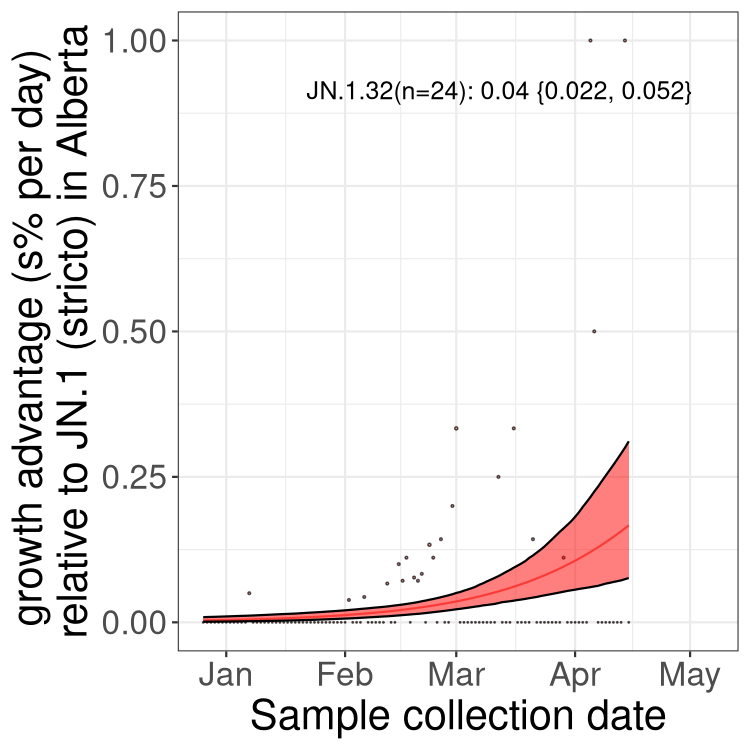 growth advantage (s% per day)
relative to JN.1 (stricto) in Alberta
1.00
0.75
0.50
0.25
0.00
JN.1.32(n=24): 0.04 {0.022, 0.052}
Jan Feb Mar Apr May
Sample collection date